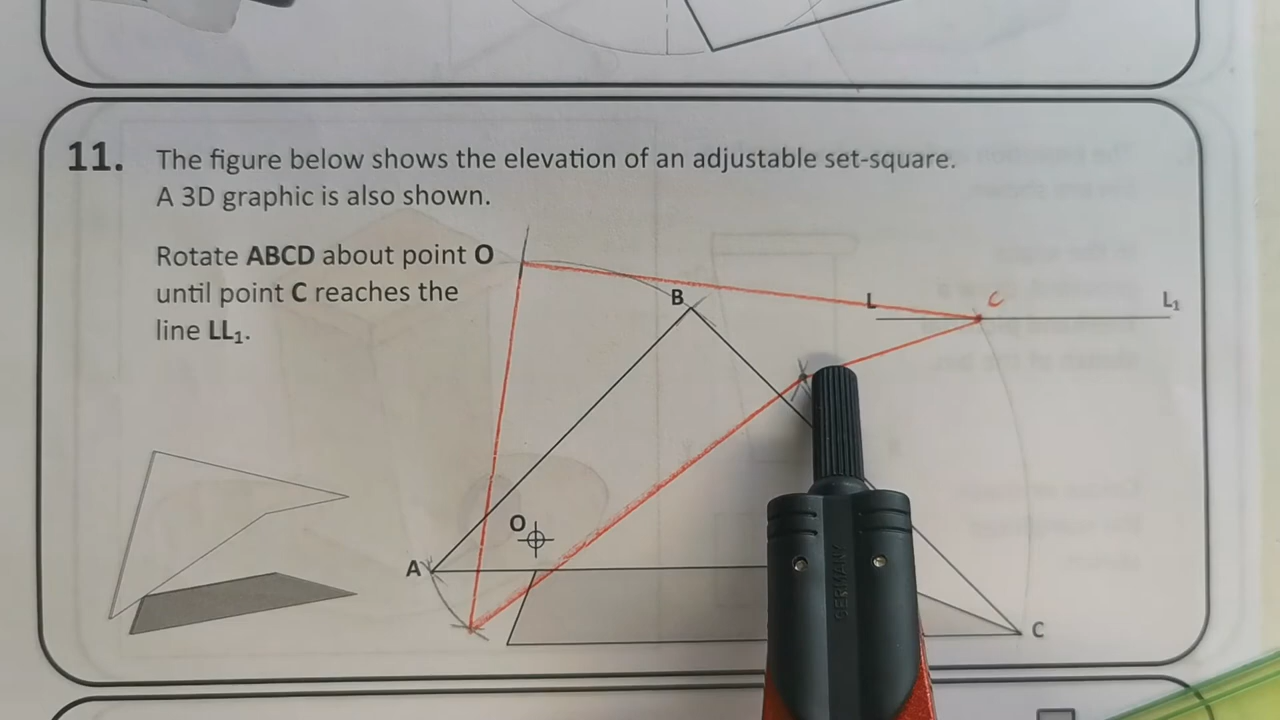 11. The figure below shows the elevation of an adjustable set-square.
A 3D graphic is also shown.
Rotate ABCD about point O
until point C reaches the
line LL₁.
B
L
C
L₁
O
A
C
GERMANY